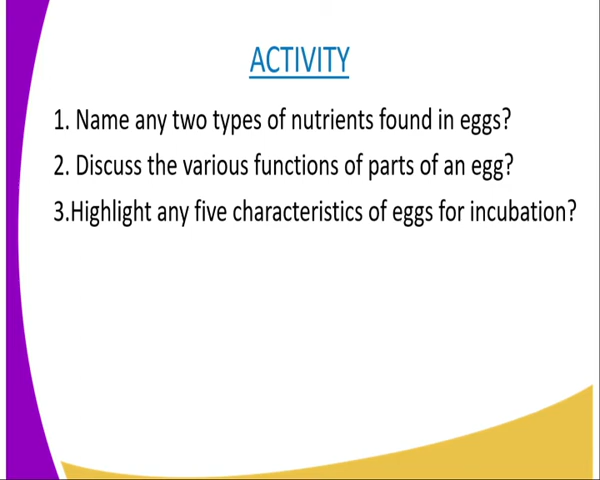 ACTIVITY
1. Name any two types of nutrients found in eggs?
2. Discuss the various functions of parts of an egg?
3.Highlight any five characteristics of eggs for incubation?